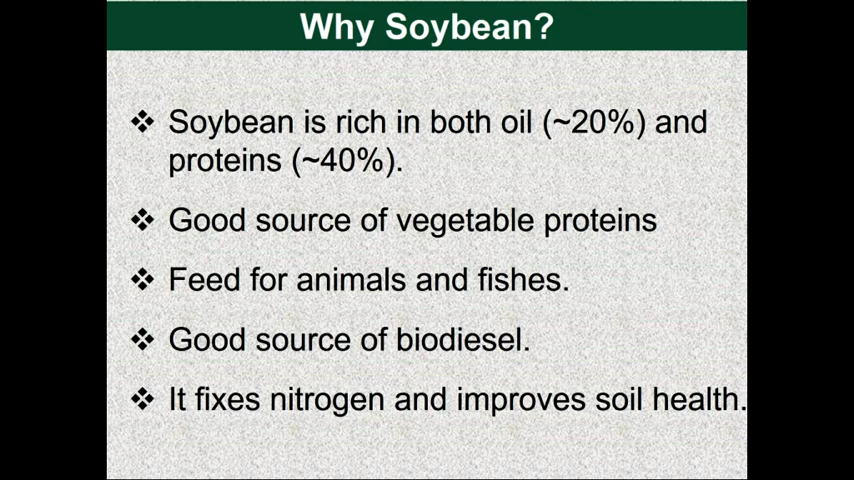 Why Soybean?
❖ Soybean is rich in both oil (~20%) and
proteins (~40%).
❖ Good source of vegetable proteins
❖ Feed for animals and fishes.
❖ Good source of biodiesel.
❖ It fixes nitrogen and improves soil health.